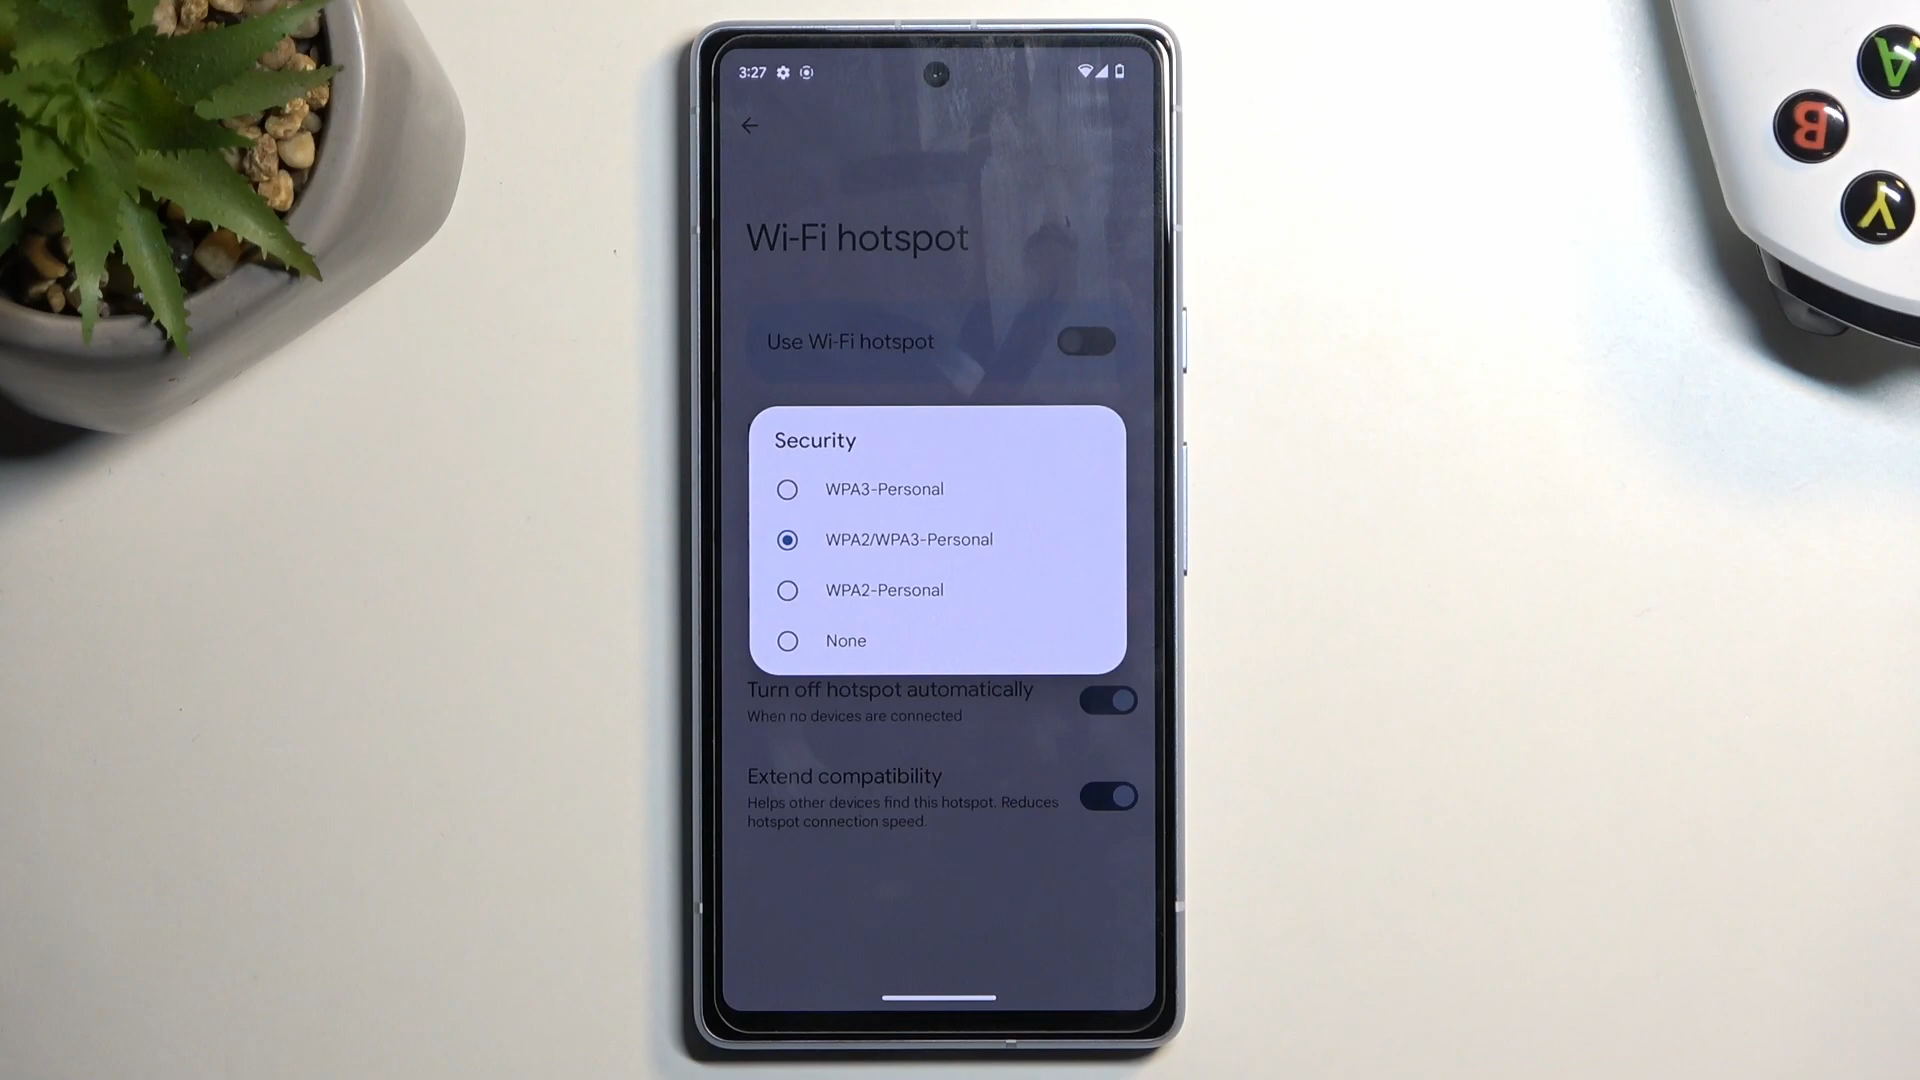 3:27
Wi-Fi hotspot
Use Wi-Fi hotspot
Security
WPA3-Personal
WPA2/WPA3-Personal
WPA2-Personal
None
Turn off hotspot automatically
When no devices are connected
Extend compatibility
Helps other devices find this hotspot. Reduces
hotspot connection speed.
A
B
Y